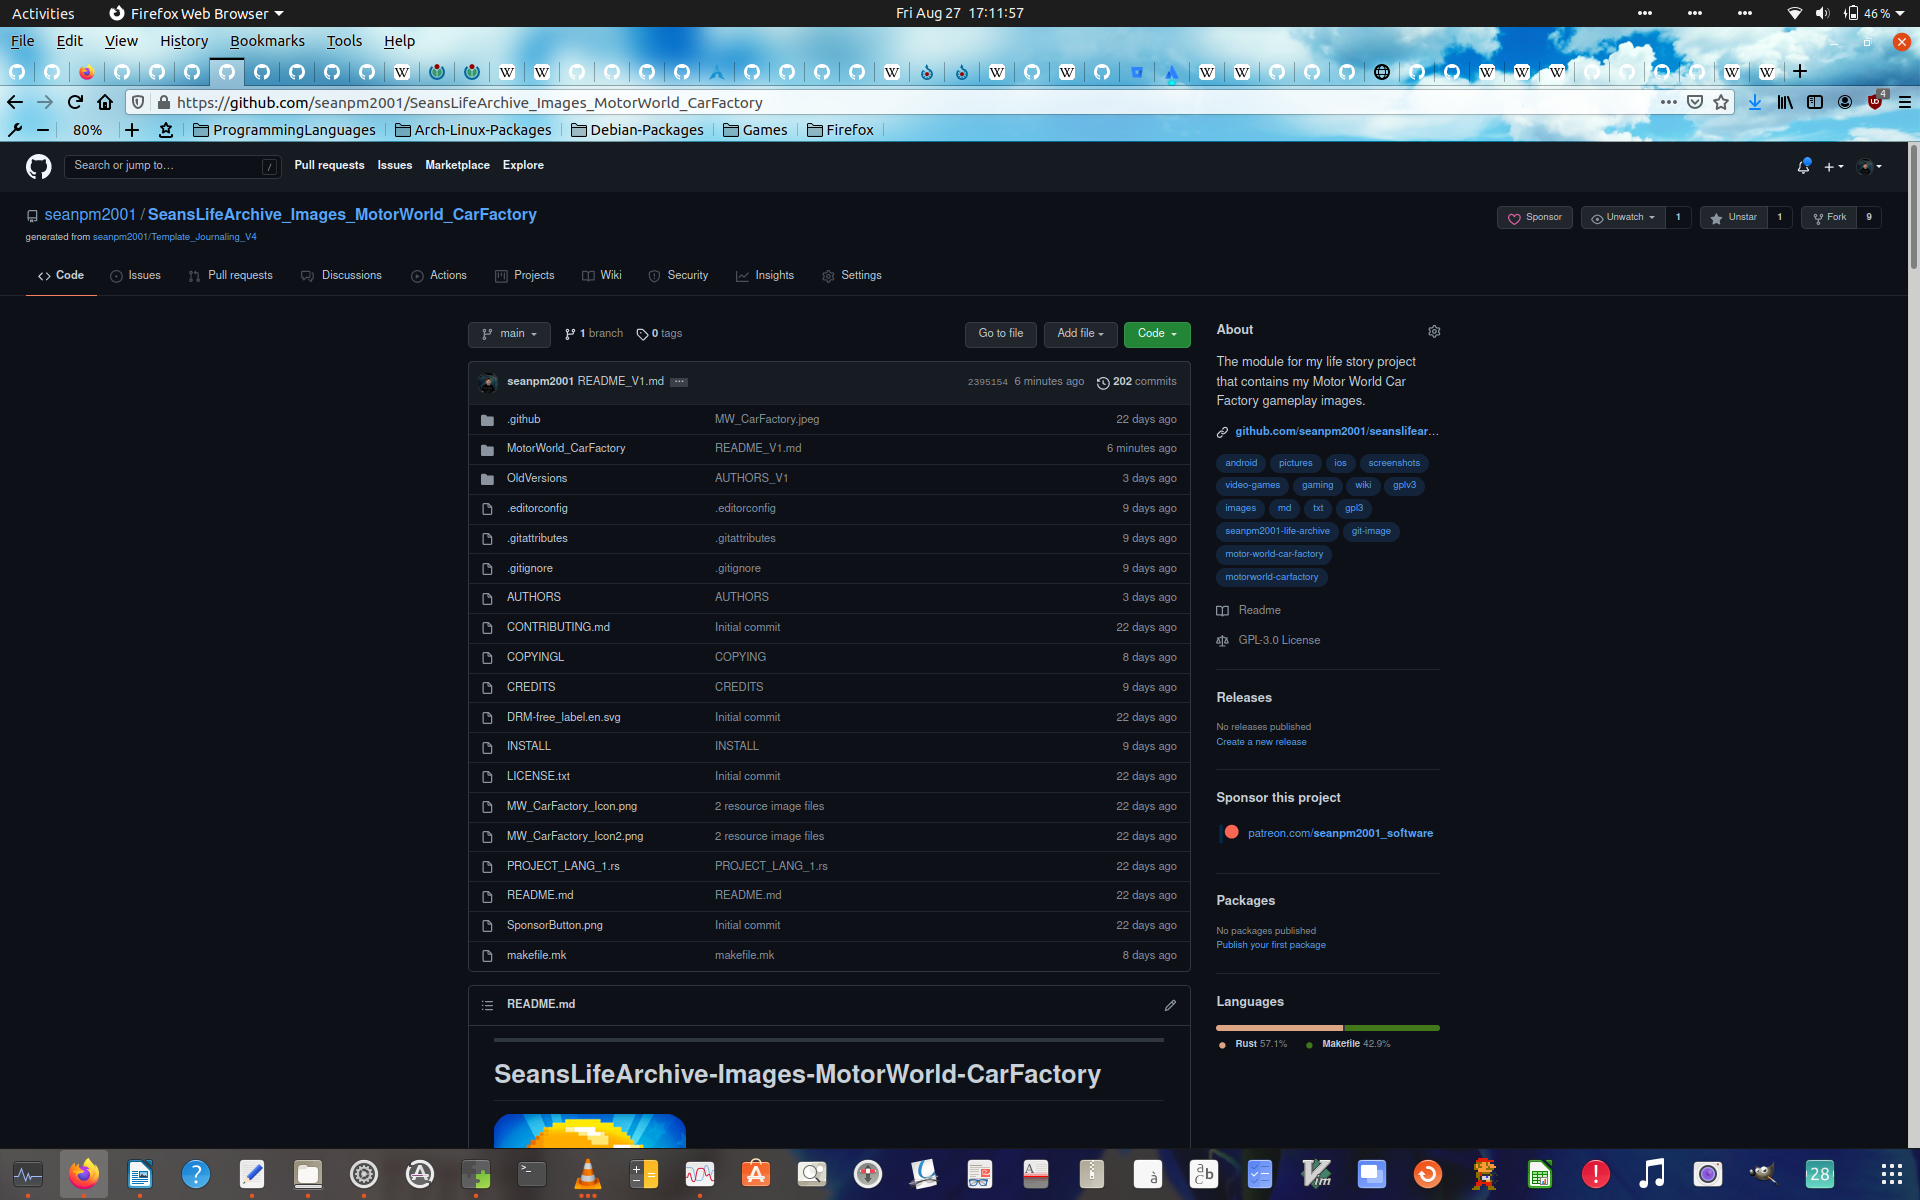 Activities Firefox Web Browser Fri Aug 27 17:11:57 46 %
File Edit View History Bookmarks Tools Help
https://github.com/seanpm2001/SeansLifeArchive_Images_MotorWorld_CarFactory 4
80% ProgrammingLanguages Arch-Linux-Packages Debian-Packages Games Firefox
Search or jump to... / Pull requests Issues Marketplace Explore
seanpm2001 / SeansLifeArchive_Images_MotorWorld_CarFactory Sponsor Unwatch 1 Unstar 1 Fork 9
generated from seanpm2001/Template_Journaling_V4
Code Issues Pull requests Discussions Actions Projects Wiki Security Insights Settings
main 1 branch 0 tags Go to file Add file Code
seanpm2001 README_V1.md ... 2395154 6 minutes ago 202 commits
.github MW_CarFactory.jpeg 22 days ago
MotorWorld_CarFactory README_V1.md 6 minutes ago
OldVersions AUTHORS_V1 3 days ago
.editorconfig .editorconfig 9 days ago
.gitattributes .gitattributes 9 days ago
.gitignore .gitignore 9 days ago
AUTHORS AUTHORS 3 days ago
CONTRIBUTING.md Initial commit 22 days ago
COPYINGL COPYING 8 days ago
CREDITS CREDITS 9 days ago
DRM-free_label.en.svg Initial commit 22 days ago
INSTALL INSTALL 9 days ago
LICENSE.txt Initial commit 22 days ago
MW_CarFactory_Icon.png 2 resource image files 22 days ago
MW_CarFactory_Icon2.png 2 resource image files 22 days ago
PROJECT_LANG_1.rs PROJECT_LANG_1.rs 22 days ago
README.md README.md 22 days ago
SponsorButton.png Initial commit 22 days ago
makefile.mk makefile.mk 8 days ago
README.md
SeansLifeArchive-Images-MotorWorld-CarFactory
About
The module for my life story project
that contains my Motor World Car
Factory gameplay images.
github.com/seanpm2001/seanslifear...
android pictures ios screenshots
video-games gaming wiki gplv3
images md txt gpl3
seanpm2001-life-archive git-image
motor-world-car-factory
motorworld-carfactory
Readme
GPL-3.0 License
Releases
No releases published
Create a new release
Sponsor this project
patreon.com/seanpm2001_software
Packages
No packages published
Publish your first package
Languages
Rust 57.1% Makefile 42.9%
28